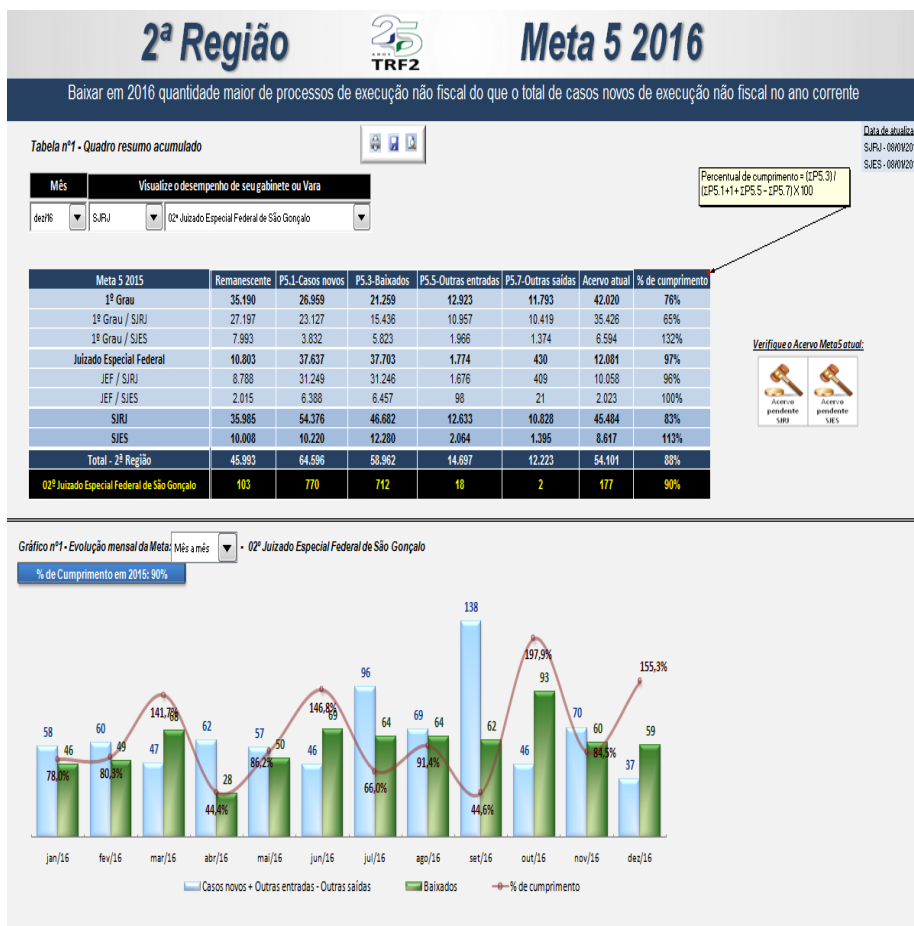 2ª Região
25
ANOS
TRF2
Meta 5 2016
Baixar em 2016 quantidade maior de processos de execução não fiscal do que o total de casos novos de execução não fiscal no ano corrente
Tabela nº1 - Quadro resumo acumulado
Data de atualiza
SJRJ - 08/01/20
SJES - 08/01/20
Mês Visualize o desempenho de seu gabinete ou Vara
dez/16 SJRJ 02º Juizado Especial Federal de São Gonçalo
Percentual de cumprimento = (ΣP5.3) /
(ΣP5.1+1+ ΣP5.5 - ΣP5.7) X 100
Meta 5 2015 Remanescente P5.1-Casos novos P5.3-Baixados P5.5-Outras entradas P5.7-Outras saídas Acervo atual % de cumprimento
1º Grau 35.190 26.959 21.259 12.923 11.793 42.020 76%
1º Grau / SJRJ 27.197 23.127 15.436 10.957 10.419 35.426 65%
1º Grau / SJES 7.993 3.832 5.823 1.966 1.374 6.594 132%
Juizado Especial Federal 10.803 37.637 37.703 1.774 430 12.081 97%
JEF / SJRJ 8.788 31.249 31.246 1.676 409 10.058 96%
JEF / SJES 2.015 6.388 6.457 98 21 2.023 100%
SJRJ 35.985 54.376 46.682 12.633 10.828 45.484 83%
SJES 10.008 10.220 12.280 2.064 1.395 8.617 113%
Total - 2ª Região 45.993 64.596 58.962 14.697 12.223 54.101 88%
02º Juizado Especial Federal de São Gonçalo 103 770 712 18 2 177 90%
Verifique o Acervo Meta5 atual:
Acervo pendente SJRJ
Acervo pendente SJES
Gráfico nº1 - Evolução mensal da Meta: Mês a mês - 02º Juizado Especial Federal de São Gonçalo
% de Cumprimento em 2015: 90%
58 60 47 62 57 46 96 69 138 46 70 37
46 49 68 28 50 69 64 64 62 93 60 59
78,0% 80,3% 141,7% 44,4% 86,2% 146,8% 66,0% 91,4% 44,6% 197,9% 84,5% 155,3%
jan/16 fev/16 mar/16 abr/16 mai/16 jun/16 jul/16 ago/16 set/16 out/16 nov/16 dez/16
Casos novos + Outras entradas - Outras saídas Baixados % de cumprimento